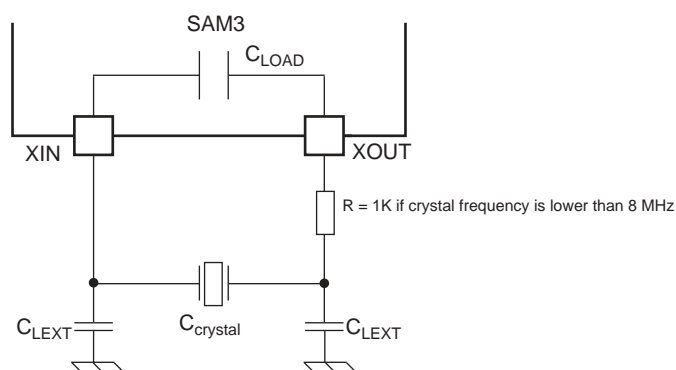 SAM3
CLOAD
XIN
XOUT
R = 1K if crystal frequency is lower than 8 MHz
CLEXT
Ccrystal
CLEXT